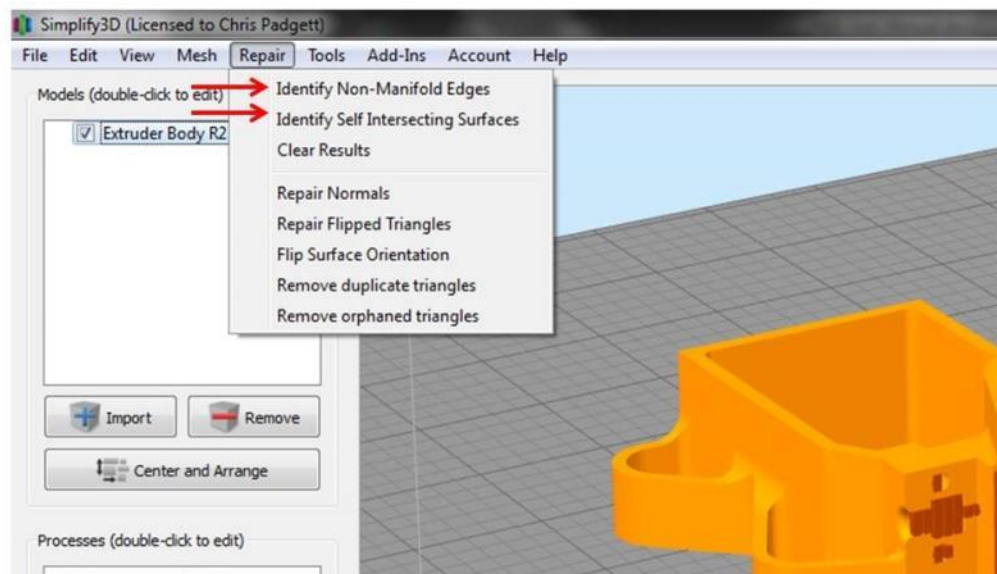 Simplify3D (Licensed to Chris Padgett)
File Edit View Mesh Repair Tools Add-Ins Account Help
Models (double-click to edit)
Extruder Body R2
Identify Non-Manifold Edges
Identify Self Intersecting Surfaces
Clear Results
Repair Normals
Repair Flipped Triangles
Flip Surface Orientation
Remove duplicate triangles
Remove orphaned triangles
Import Remove
Center and Arrange
Processes (double-click to edit)